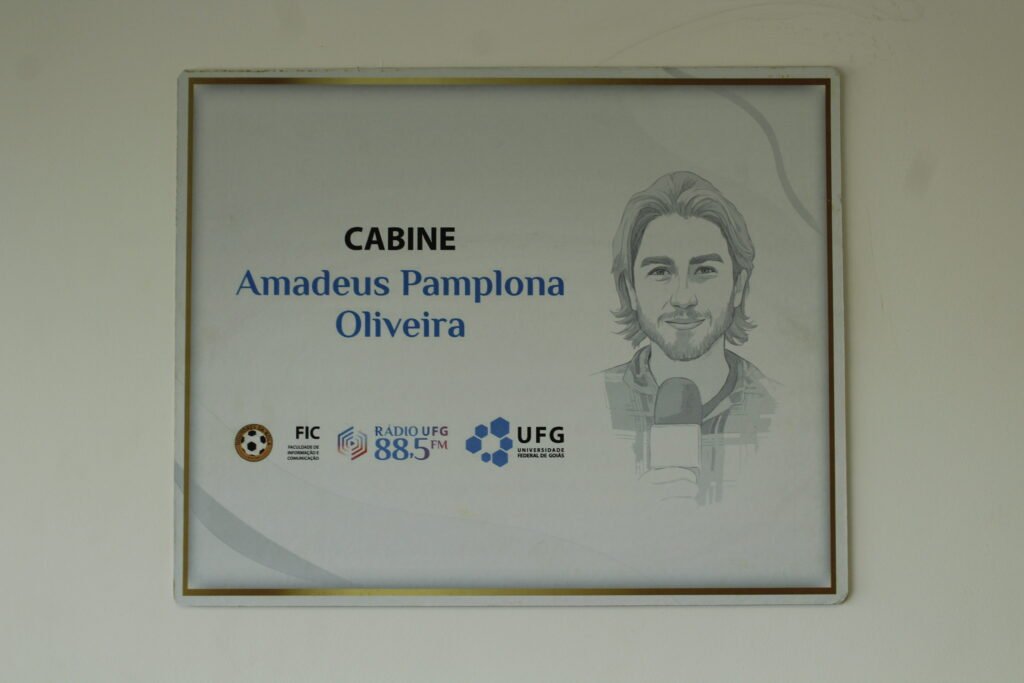 CABINE
Amadeus Pamplona
Oliveira
FIC
FACULDADE DE
INFORMAÇÃO E
COMUNICAÇÃO
RÁDIO UFG
88,5 FM
UFG
UNIVERSIDADE
FEDERAL DE GOIÁS